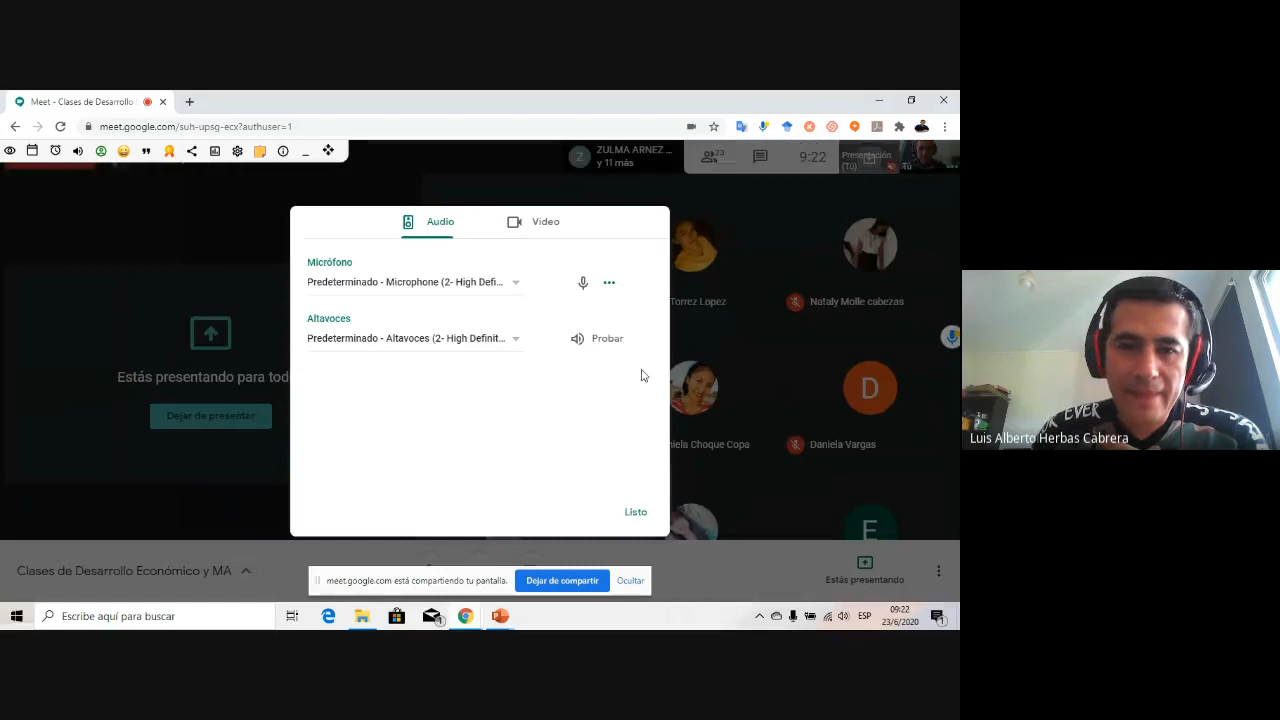 Meet - Clases de Desarrollo
meet.google.com/suh-upsg-ecx?authuser=1
ZULMA ARNEZ ...
y 11 más
23
9:22
Presentación
(Tú)
Tú
Audio
Video
Micrófono
Predeterminado - Microphone (2- High Defi...
Altavoces
Predeterminado - Altavoces (2- High Definit...
Probar
Listo
Estás presentando para tod
Dejar de presentar
Torrez Lopez
Nataly Molle cabezas
niela Choque Copa
D
Daniela Vargas
E
EVER
Luis Alberto Herbas Cabrera
Clases de Desarrollo Económico y MA
meet.google.com está compartiendo tu pantalla.
Dejar de compartir
Ocultar
Estás presentando
Escribe aquí para buscar
ESP
09:22
23/6/2020